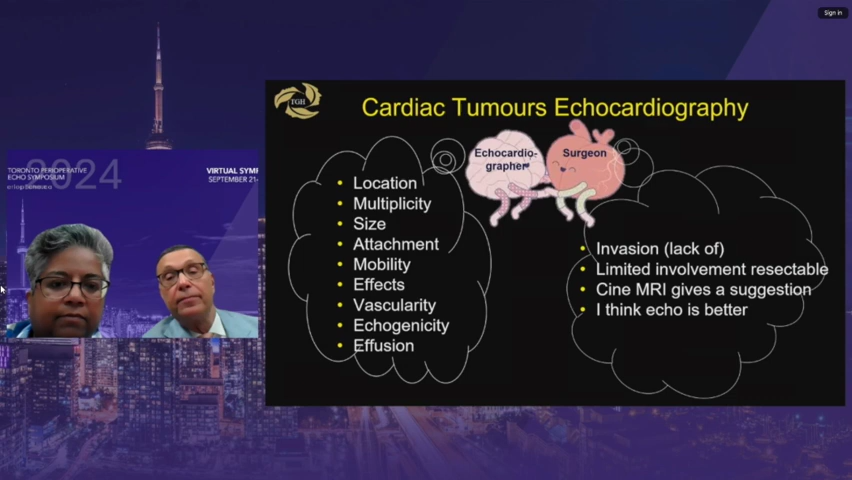 Sign in
TGH
Cardiac Tumours Echocardiography
Echocardio-
grapher
Surgeon
2024
TORONTO PERIOPERATIVE
ECHO SYMPOSIUM
VIRTUAL SYMP
SEPTEMBER 21-
• Location
• Multiplicity
• Size
• Attachment
• Mobility
• Effects
• Vascularity
• Echogenicity
• Effusion
• Invasion (lack of)
• Limited involvement resectable
• Cine MRI gives a suggestion
• I think echo is better